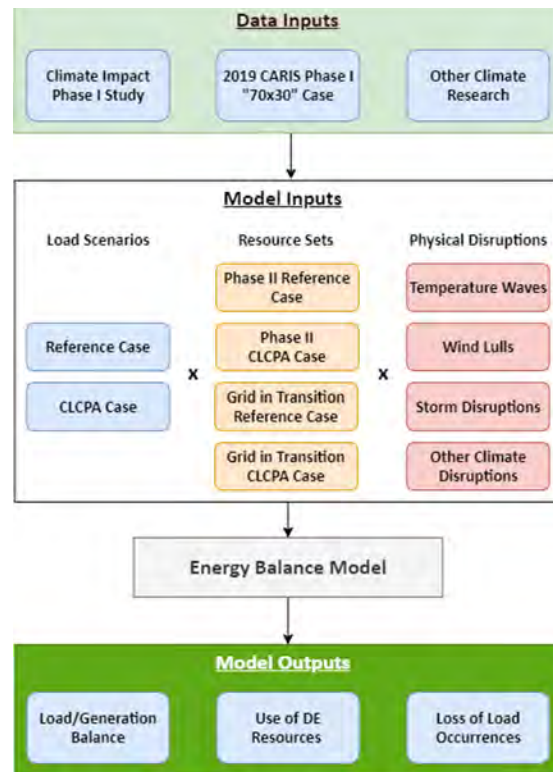 Data Inputs
Climate Impact
Phase I Study
2019 CARIS Phase I
"70x30" Case
Other Climate
Research
Model Inputs
Load Scenarios
Resource Sets
Physical Disruptions
Reference Case
CLCPA Case
x
Phase II Reference
Case
Phase II
CLCPA Case
Grid in Transition
Reference Case
Grid in Transition
CLCPA Case
x
Temperature Waves
Wind Lulls
Storm Disruptions
Other Climate
Disruptions
Energy Balance Model
Model Outputs
Load/Generation
Balance
Use of DE
Resources
Loss of Load
Occurrences